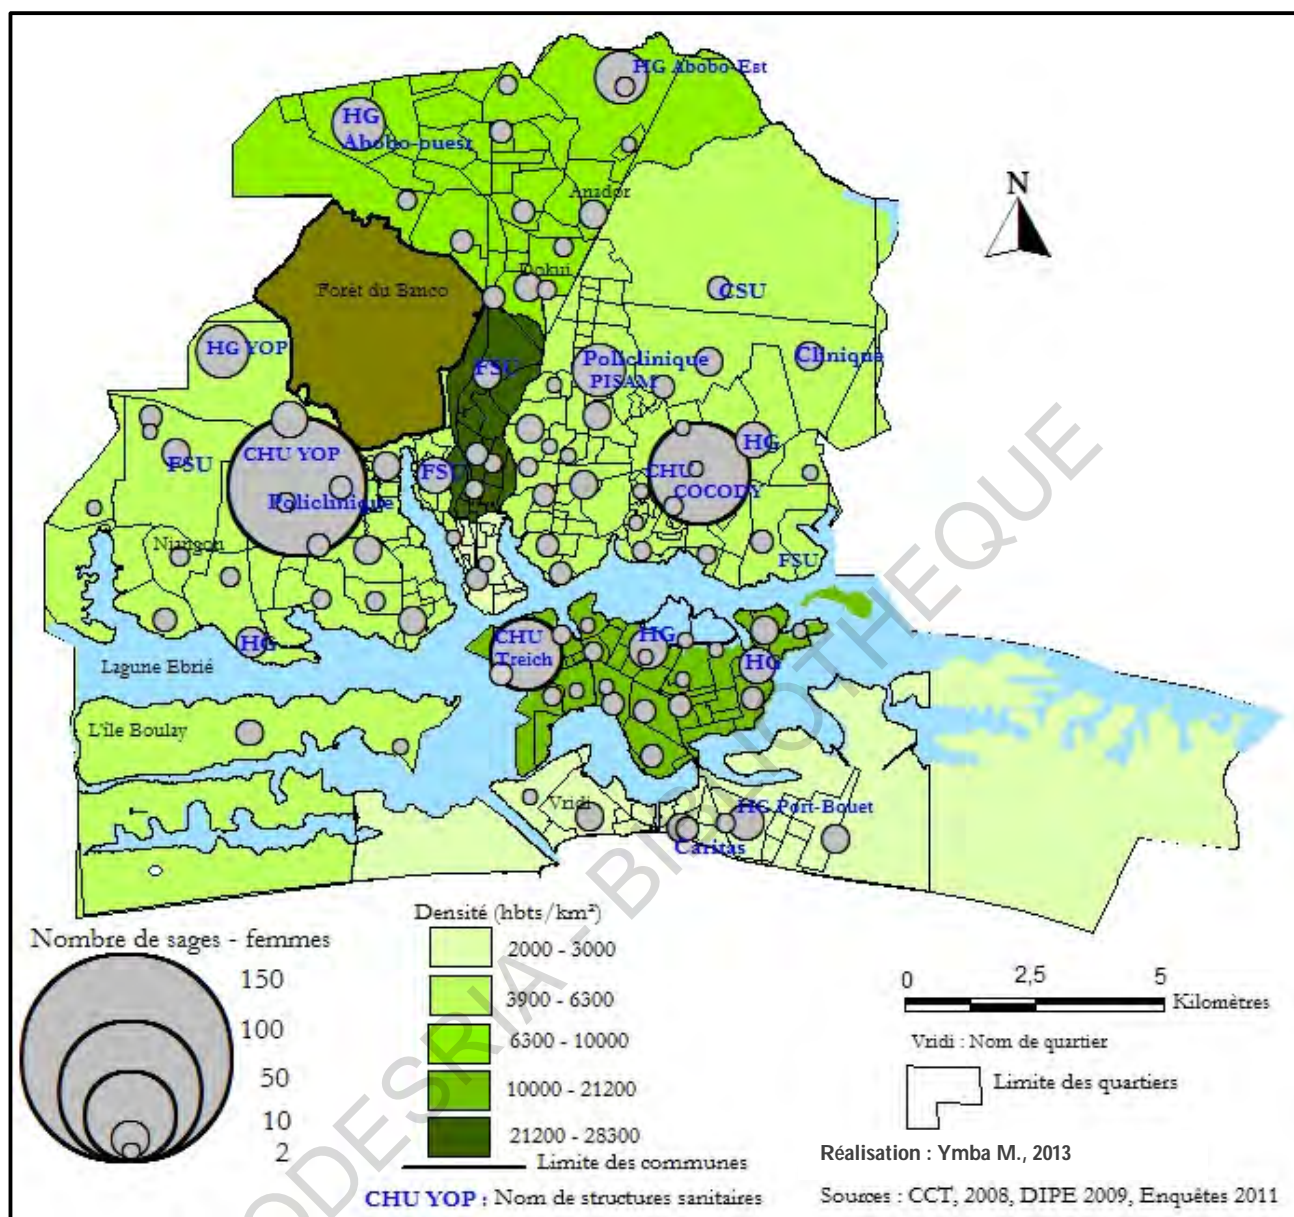 HG Abobo-Est
HG
Abobo-ouest
Anador
N
Dokui
Forêt du Banco
CSU
HG YOP
FSU
Policlinique
PISAM
Clinique
CHU YOP
FSU
FSU
HG
CHU
COCODY
Policlinique
Niangon
FSU
CHU
Treich
HG
HG
HG
Lagune Ebrié
L'île Boulay
Vridi
HG Port-Bouet
Caritas
CODESRIA - BIBLIOTHEQUE
Nombre de sages - femmes
150
100
50
10
2
Densité (hbts/km²)
2000 - 3000
3900 - 6300
6300 - 10000
10000 - 21200
21200 - 28300
Limite des communes
CHU YOP : Nom de structures sanitaires
0 2,5 5
Kilomètres
Vridi : Nom de quartier
Limite des quartiers
Réalisation : Ymba M., 2013
Sources : CCT, 2008, DIPE 2009, Enquêtes 2011